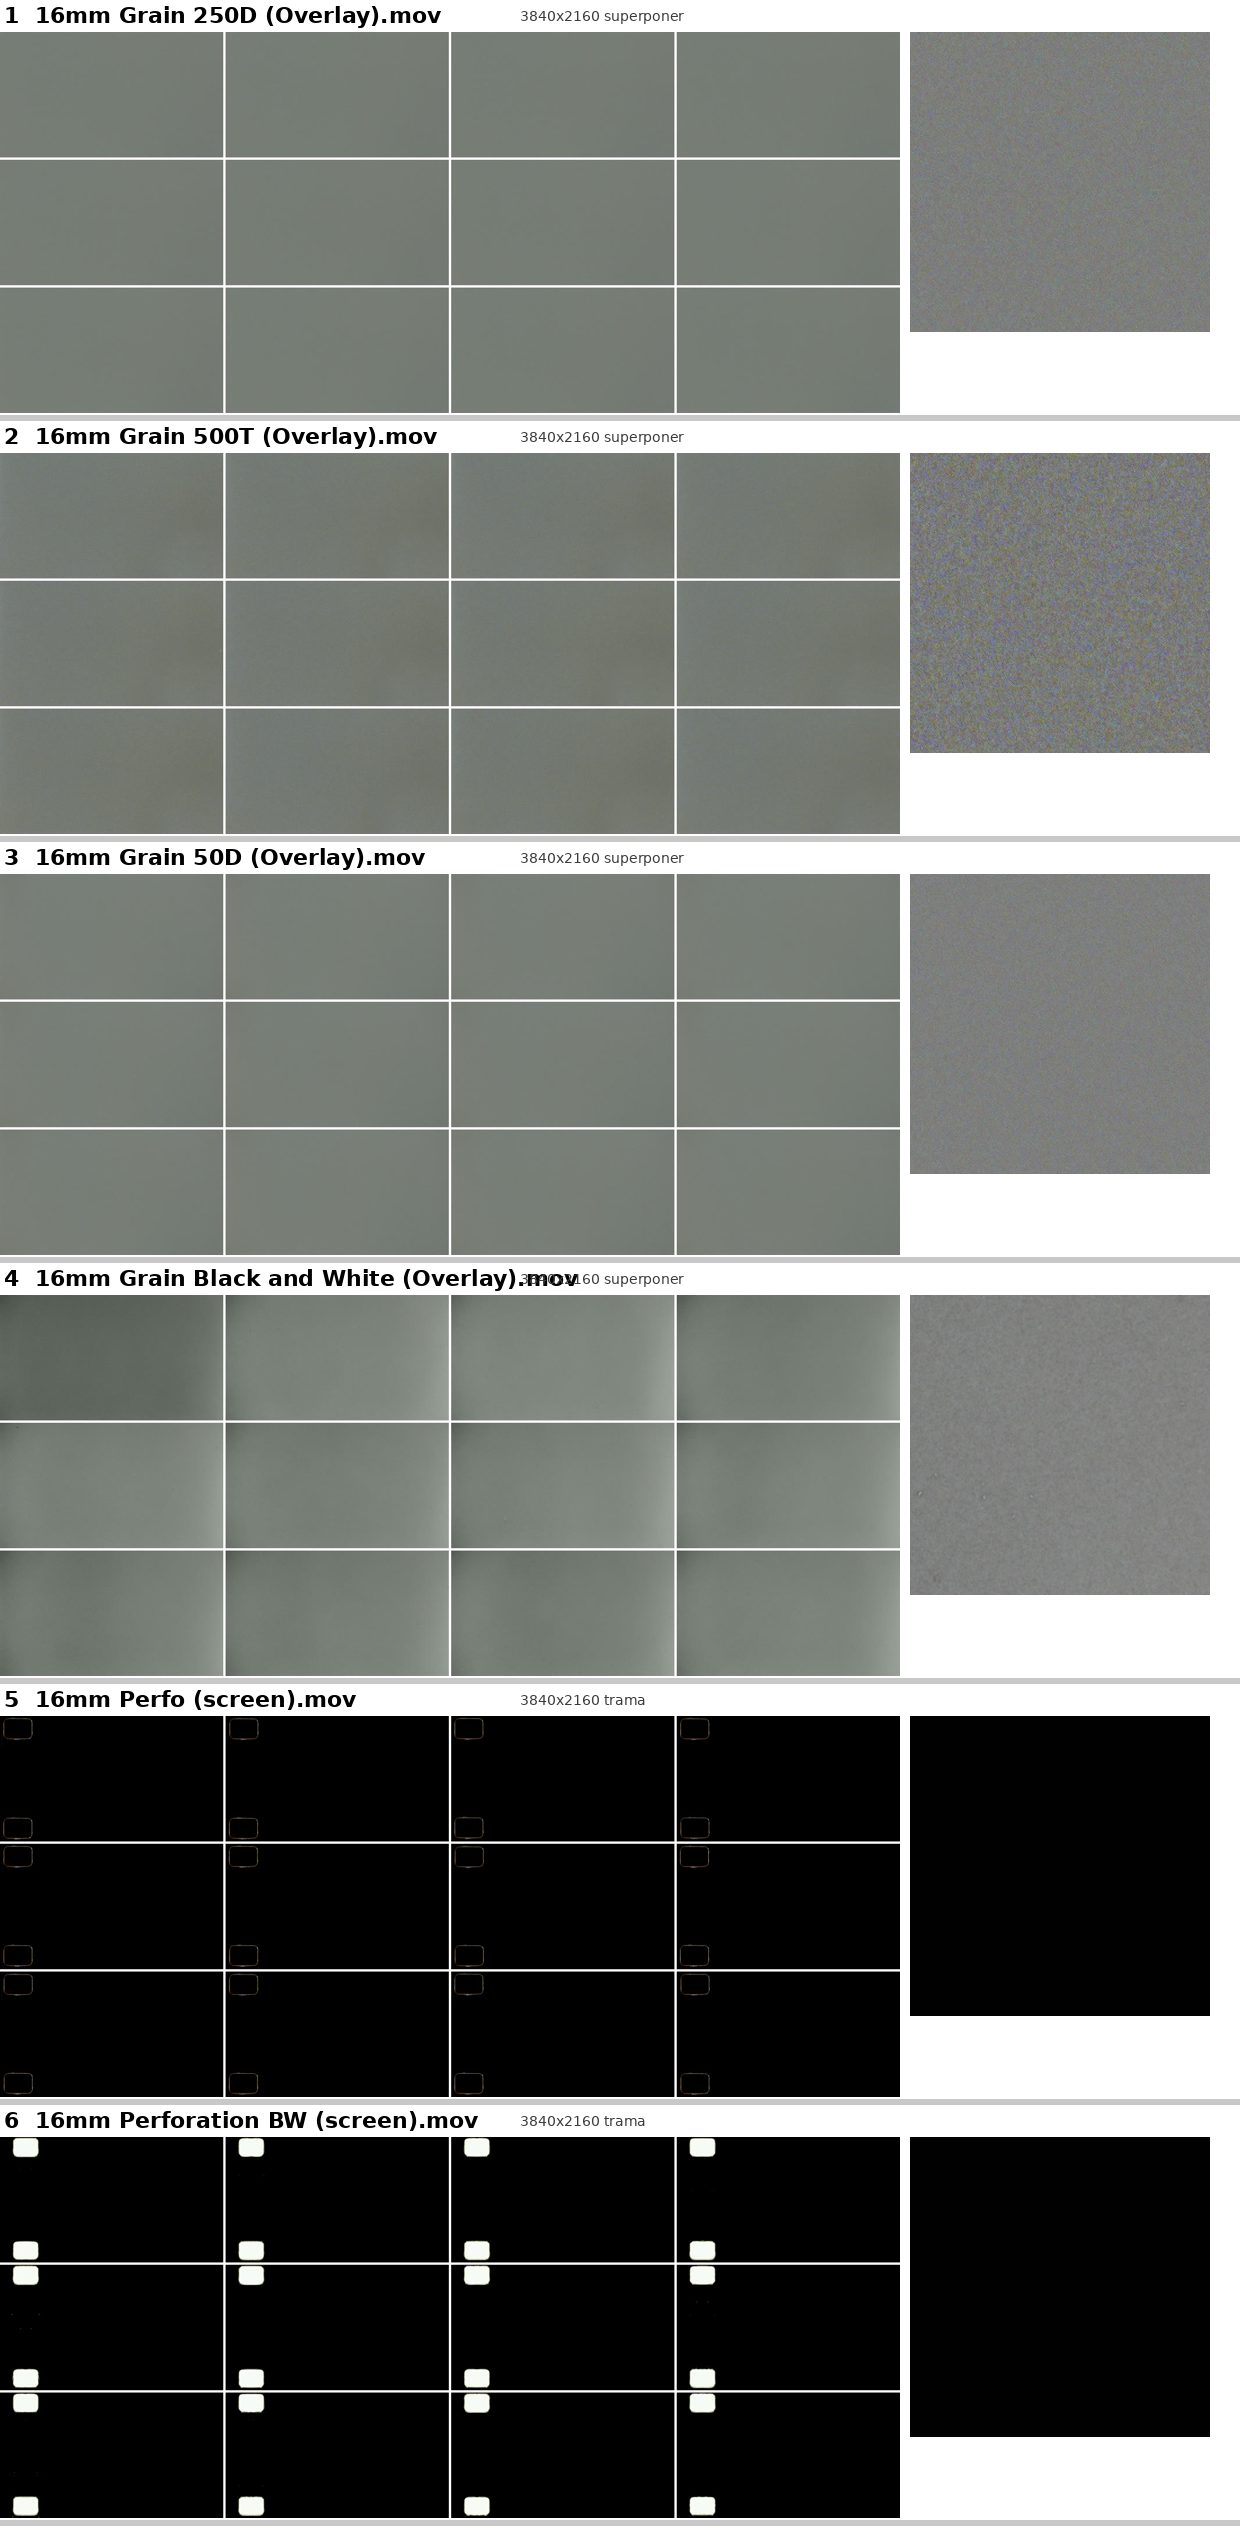 1 16mm Grain 250D (Overlay).mov 3840x2160 superponer
2 16mm Grain 500T (Overlay).mov 3840x2160 superponer
3 16mm Grain 50D (Overlay).mov 3840x2160 superponer
4 16mm Grain Black and White (Overlay).mov 3840x2160 superponer
5 16mm Perfo (screen).mov 3840x2160 trama
6 16mm Perforation BW (screen).mov 3840x2160 trama